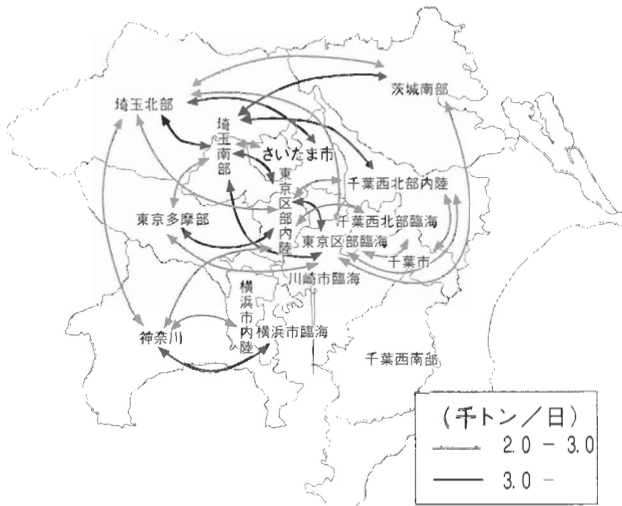 茨城南部
埼玉北部
埼玉南部
さいたま市
千葉西北部内陸
東京区部内陸
東京多摩部
千葉西北部臨海
東京区部臨海
千葉市
川崎市臨海
横浜市内陸
神奈川
横浜市臨海
千葉西南部
(千トン／日)
2.0 － 3.0
3.0 －